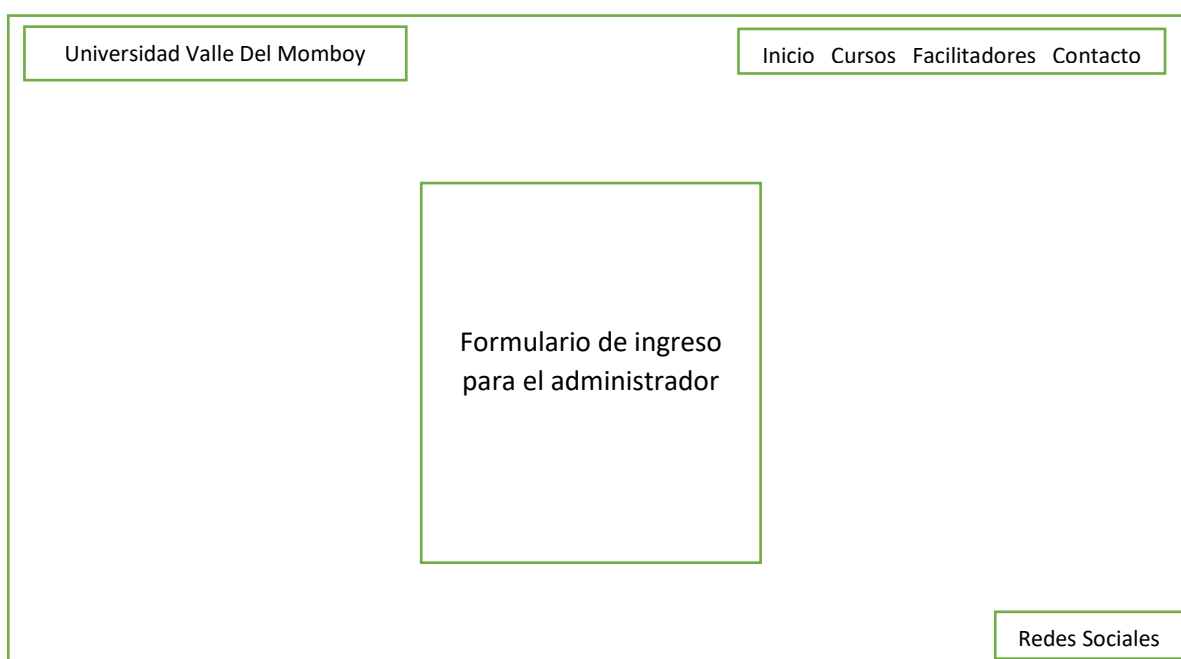 Universidad Valle Del Momboy
Inicio Cursos Facilitadores Contacto
Formulario de ingreso
para el administrador
Redes Sociales